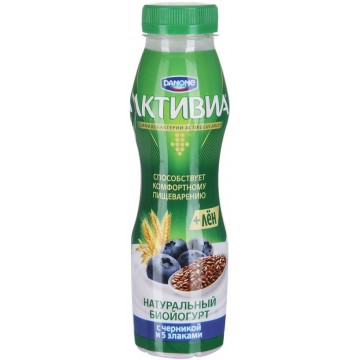 DANONE
АКТИВИА
СПОСОБСТВУЕТ
КОМФОРТНОМУ
ПИЩЕВАРЕНИЮ
+ЛЁН
НАТУРАЛЬНЫЙ
БИОЙОГУРТ
с черникой
и 5 злаками